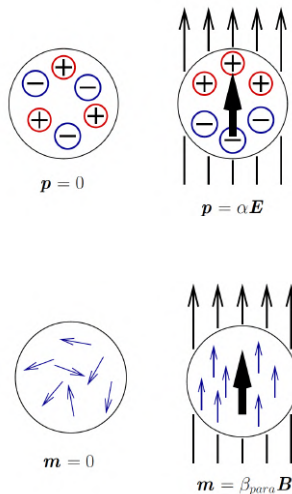 + + − − + + − −
+ + + − − −
p = 0
p = αE
m = 0
m = β_para B